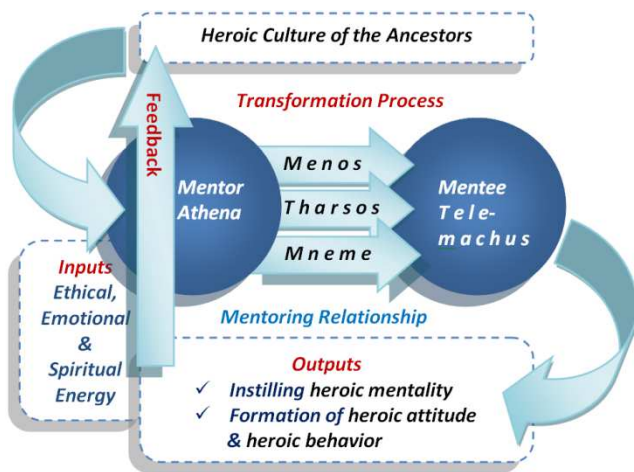 Heroic Culture of the Ancestors
Feedback
Transformation Process
Mentor
Athena
Menos
Tharsos
Mneme
Mentee
Tele-
machus
Inputs
Ethical,
Emotional
&
Spiritual
Energy
Mentoring Relationship
Outputs
✓ Instilling heroic mentality
✓ Formation of heroic attitude
& heroic behavior